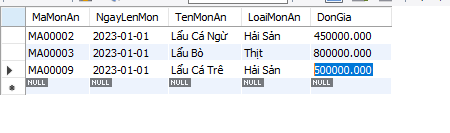 MaMonAn NgayLenMon TenMonAn LoaiMonAn DonGia
MA00002 2023-01-01 Lẩu Cá Ngừ Hải Sản 450000.000
MA00003 2023-01-01 Lẩu Bò Thịt 800000.000
MA00009 2023-01-01 Lẩu Cá Trê Hải Sản 500000.000
NULL NULL NULL NULL NULL